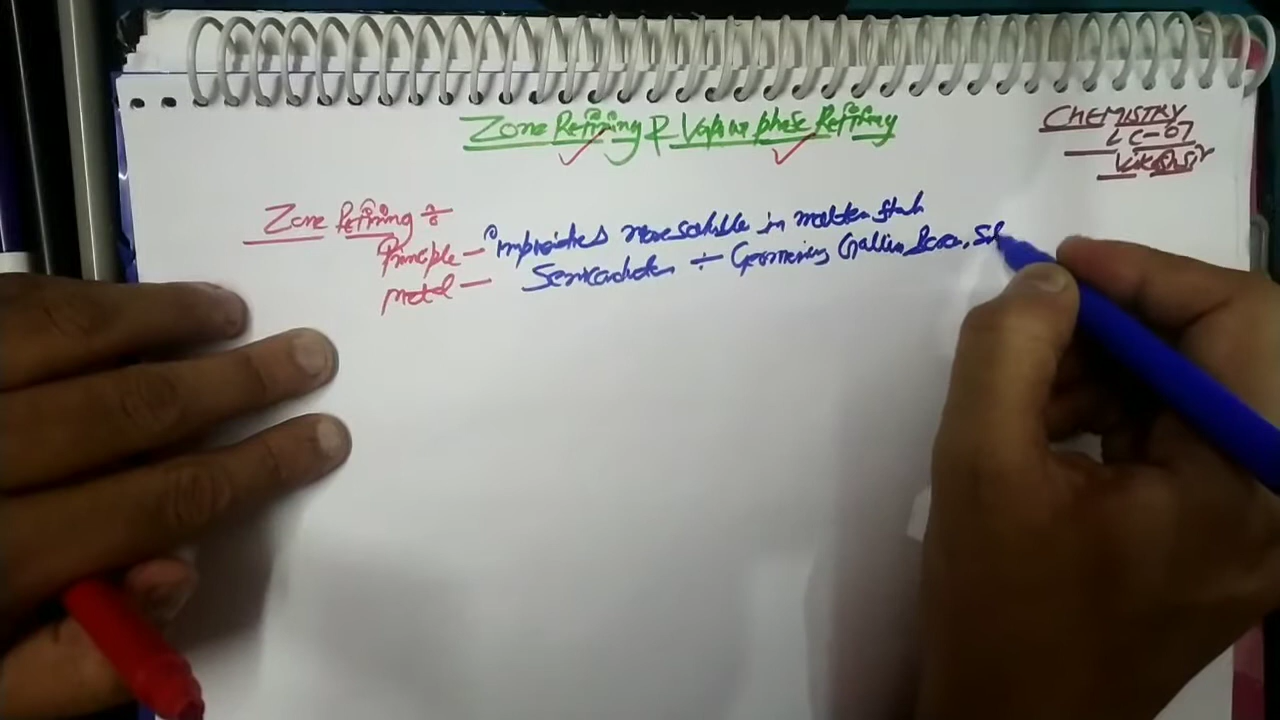 Zone Refining & Vapour phase Refining
CHEMISTRY
LC-07
Zone Refining ÷
Principle - impurities more soluble in molten state
Metal - Semiconductor ÷ Germanium, Gallium, Boron, Sil